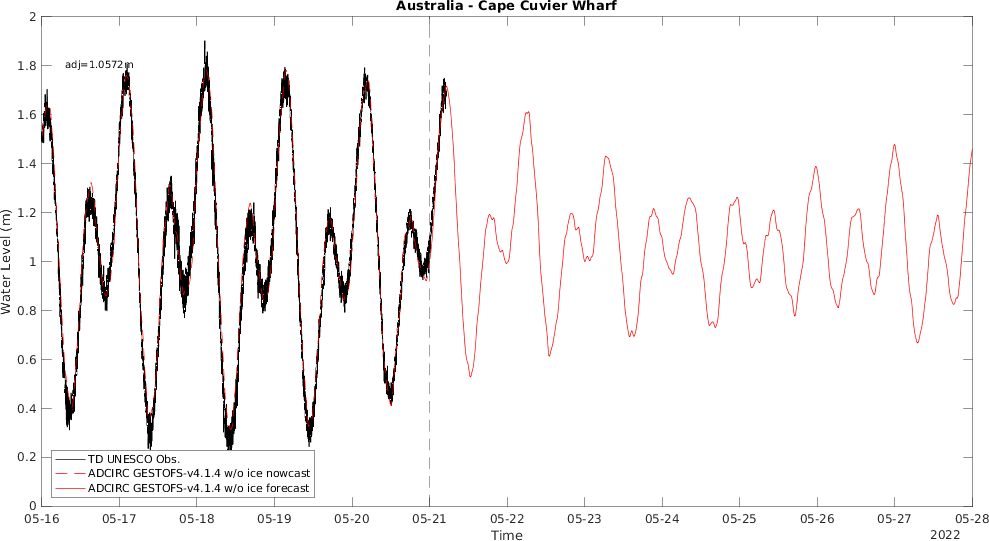 Australia - Cape Cuvier Wharf
2
1.8
1.6
1.4
1.2
1
0.8
0.6
0.4
0.2
0
Water Level (m)
adj=1.0572m
TD UNESCO Obs.
ADCIRC GESTOFS-v4.1.4 w/o ice nowcast
ADCIRC GESTOFS-v4.1.4 w/o ice forecast
05-16 05-17 05-18 05-19 05-20 05-21 05-22 05-23 05-24 05-25 05-26 05-27 05-28
Time
2022